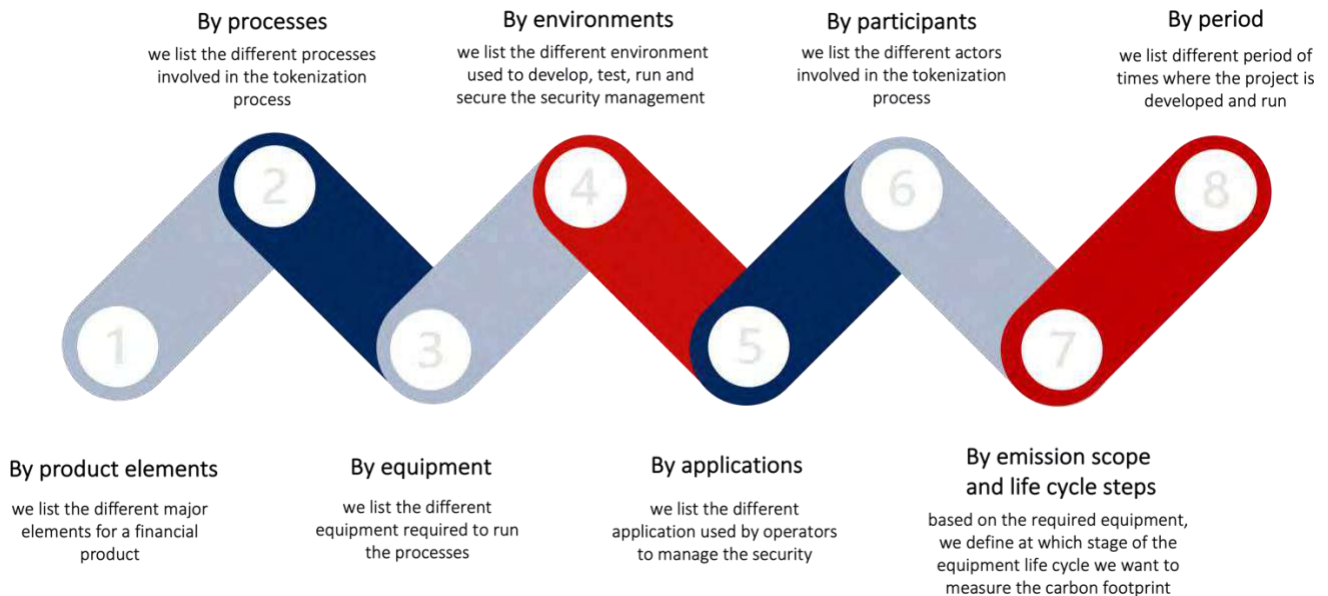 By processes
we list the different processes
involved in the tokenization
process
By environments
we list the different environment
used to develop, test, run and
secure the security management
By participants
we list the different actors
involved in the tokenization
process
By period
we list different period of
times where the project is
developed and run
2
4
6
8
1
3
5
7
By product elements
we list the different major
elements for a financial
product
By equipment
we list the different
equipment required to run
the processes
By applications
we list the different
application used by operators
to manage the security
By emission scope
and life cycle steps
based on the required equipment,
we define at which stage of the
equipment life cycle we want to
measure the carbon footprint